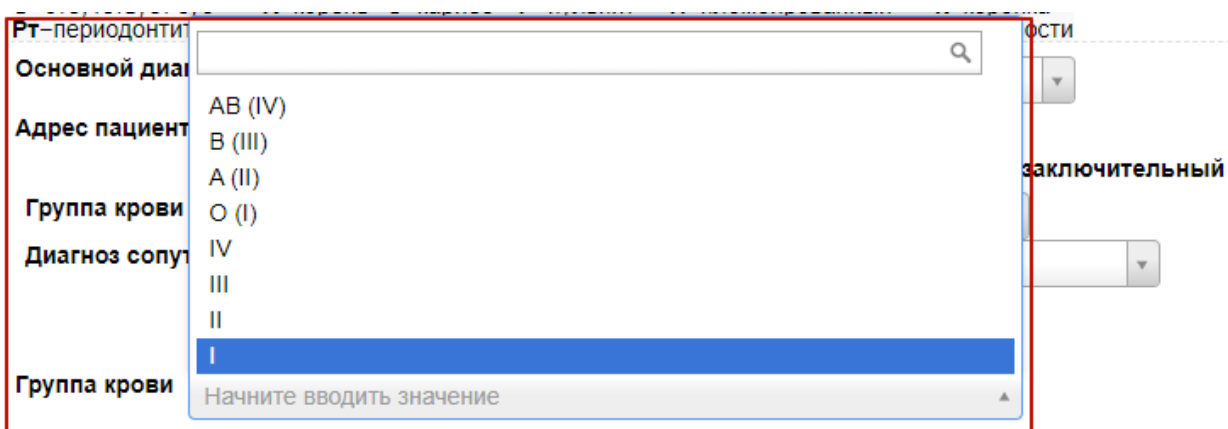 Рт–периодонтит
ости
Основной диаг
AB (IV)
Адрес пациент
B (III)
заключительный
A (II)
Группа крови
O (I)
Диагноз сопут
IV
III
II
I
Группа крови
Начните вводить значение